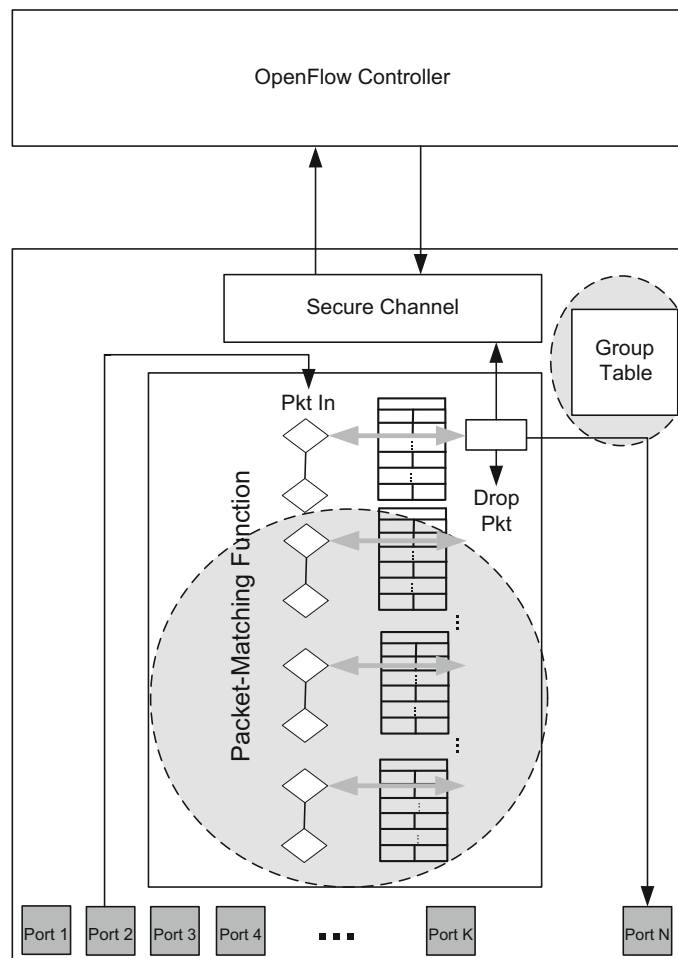 OpenFlow Controller
Secure Channel
Group
Table
Pkt In
Drop
Pkt
Packet-Matching Function
Port 1
Port 2
Port 3
Port 4
Port K
Port N